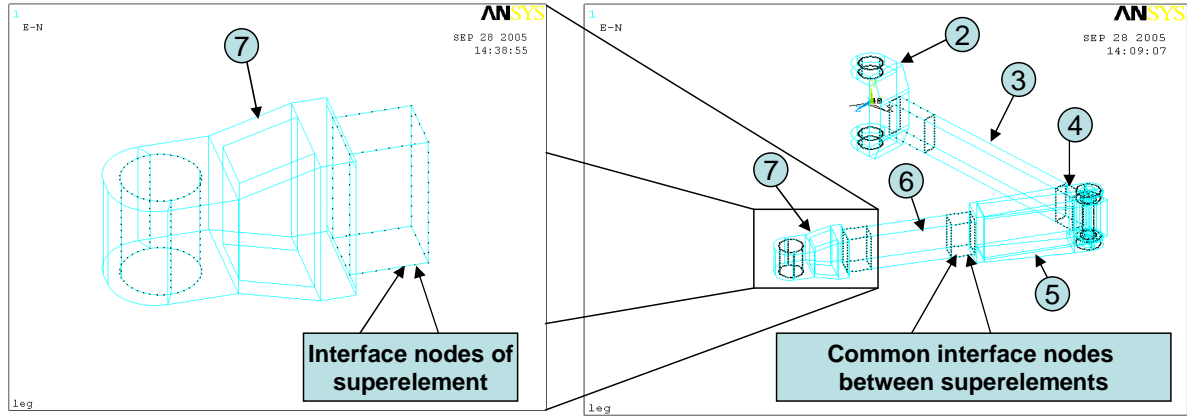 1
ANSYS
E-N
SEP 28 2005
14:38:55
7
Interface nodes of
superelement
leg
1
ANSYS
E-N
SEP 28 2005
14:09:07
2
3
4
7
6
5
Common interface nodes
between superelements
leg